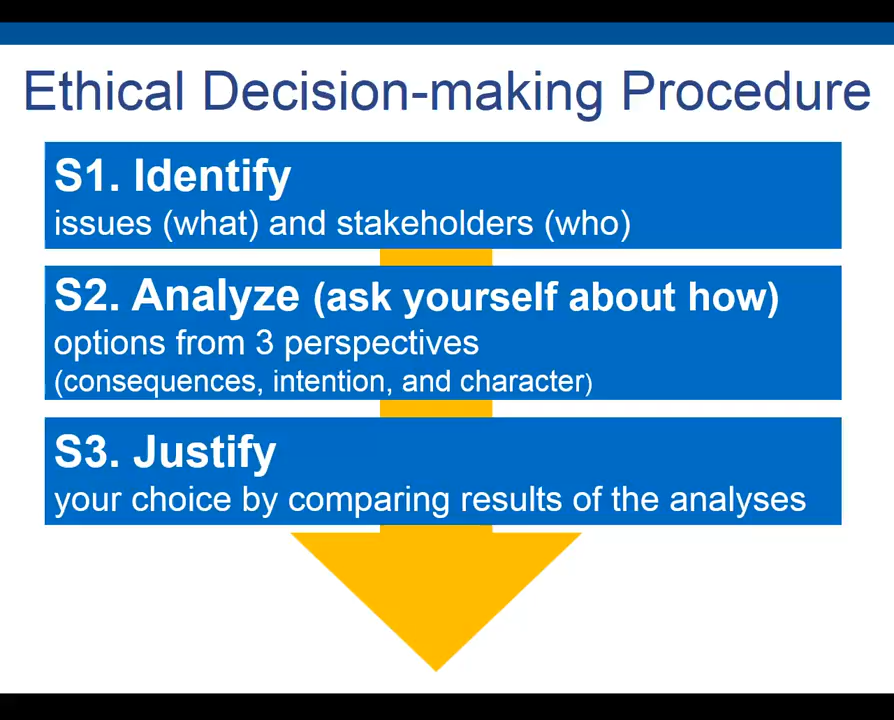 Ethical Decision-making Procedure
S1. Identify
issues (what) and stakeholders (who)
S2. Analyze (ask yourself about how)
options from 3 perspectives
(consequences, intention, and character)
S3. Justify
your choice by comparing results of the analyses